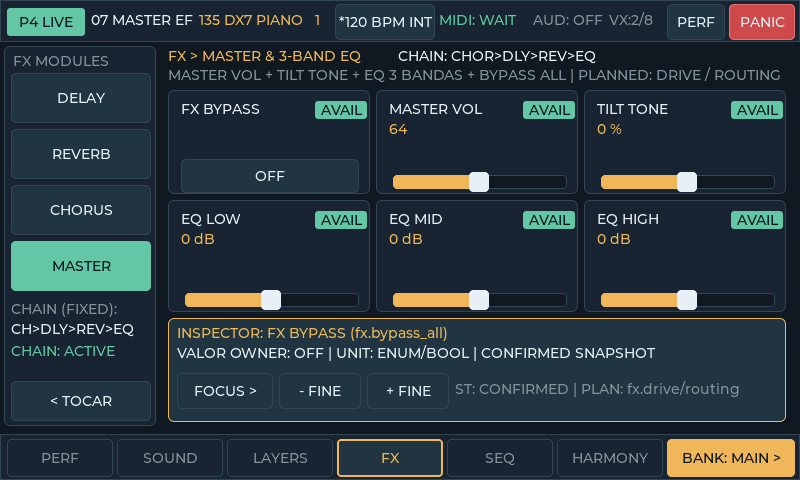 P4 LIVE 07 MASTER EF 135 DX7 PIANO 1 *120 BPM INT MIDI: WAIT AUD: OFF VX:2/8 PERF PANIC
FX MODULES
DELAY
REVERB
CHORUS
MASTER
CHAIN (FIXED):
CH>DLY>REV>EQ
CHAIN: ACTIVE
< TOCAR
FX > MASTER & 3-BAND EQ CHAIN: CHOR>DLY>REV>EQ
MASTER VOL + TILT TONE + EQ 3 BANDAS + BYPASS ALL | PLANNED: DRIVE / ROUTING
FX BYPASS AVAIL
OFF
MASTER VOL AVAIL
64
TILT TONE AVAIL
0 %
EQ LOW AVAIL
0 dB
EQ MID AVAIL
0 dB
EQ HIGH AVAIL
0 dB
INSPECTOR: FX BYPASS (fx.bypass_all)
VALOR OWNER: OFF | UNIT: ENUM/BOOL | CONFIRMED SNAPSHOT
FOCUS > - FINE + FINE ST: CONFIRMED | PLAN: fx.drive/routing
PERF SOUND LAYERS FX SEQ HARMONY BANK: MAIN >